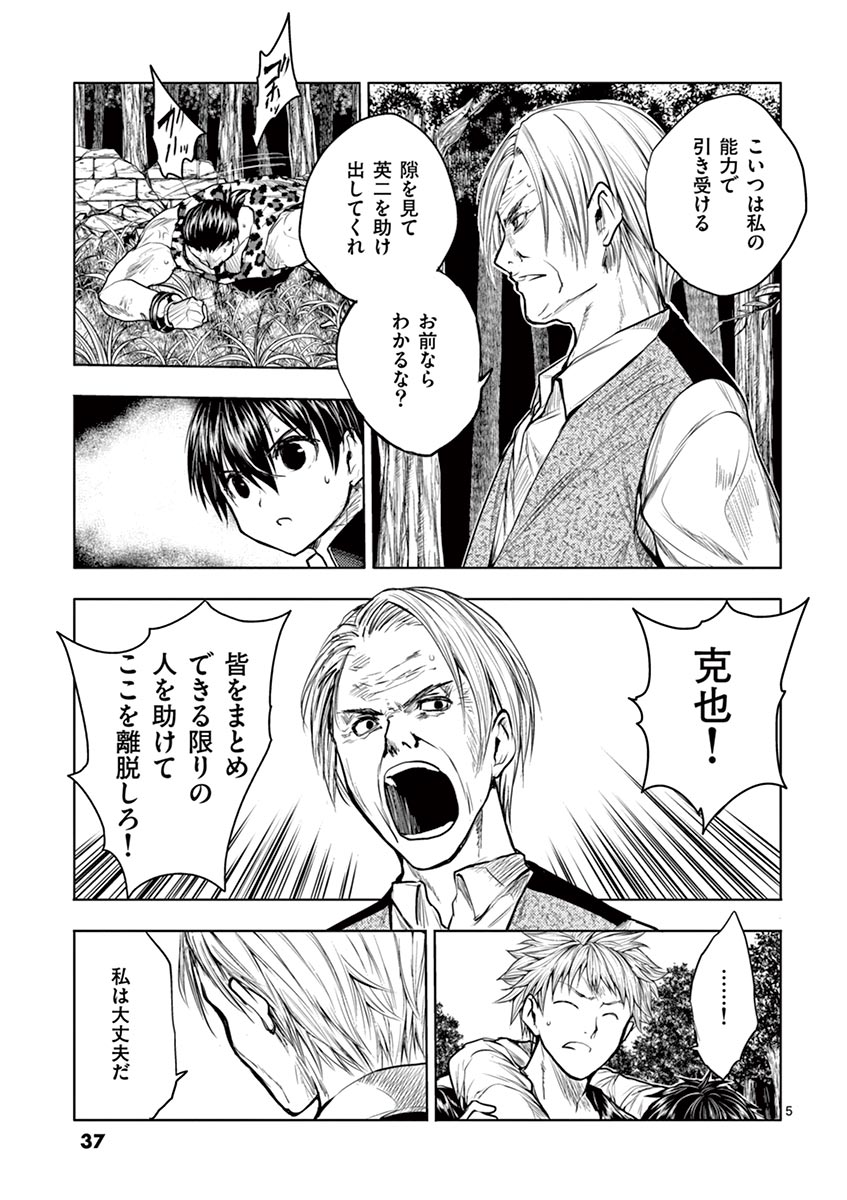 こいつは私の
能力で
引き受ける
隙を見て
英二を助け
出してくれ
お前なら
わかるな?
克也!
皆をまとめ
できる限りの
人を助けて
ここを離脱しろ!
……!
私は大丈夫だ
5
37